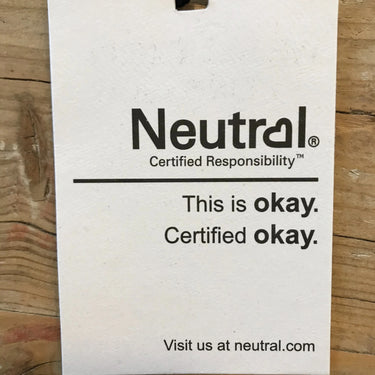 Neutral®
Certified Responsibility™
This is okay.
Certified okay.
Visit us at neutral.com